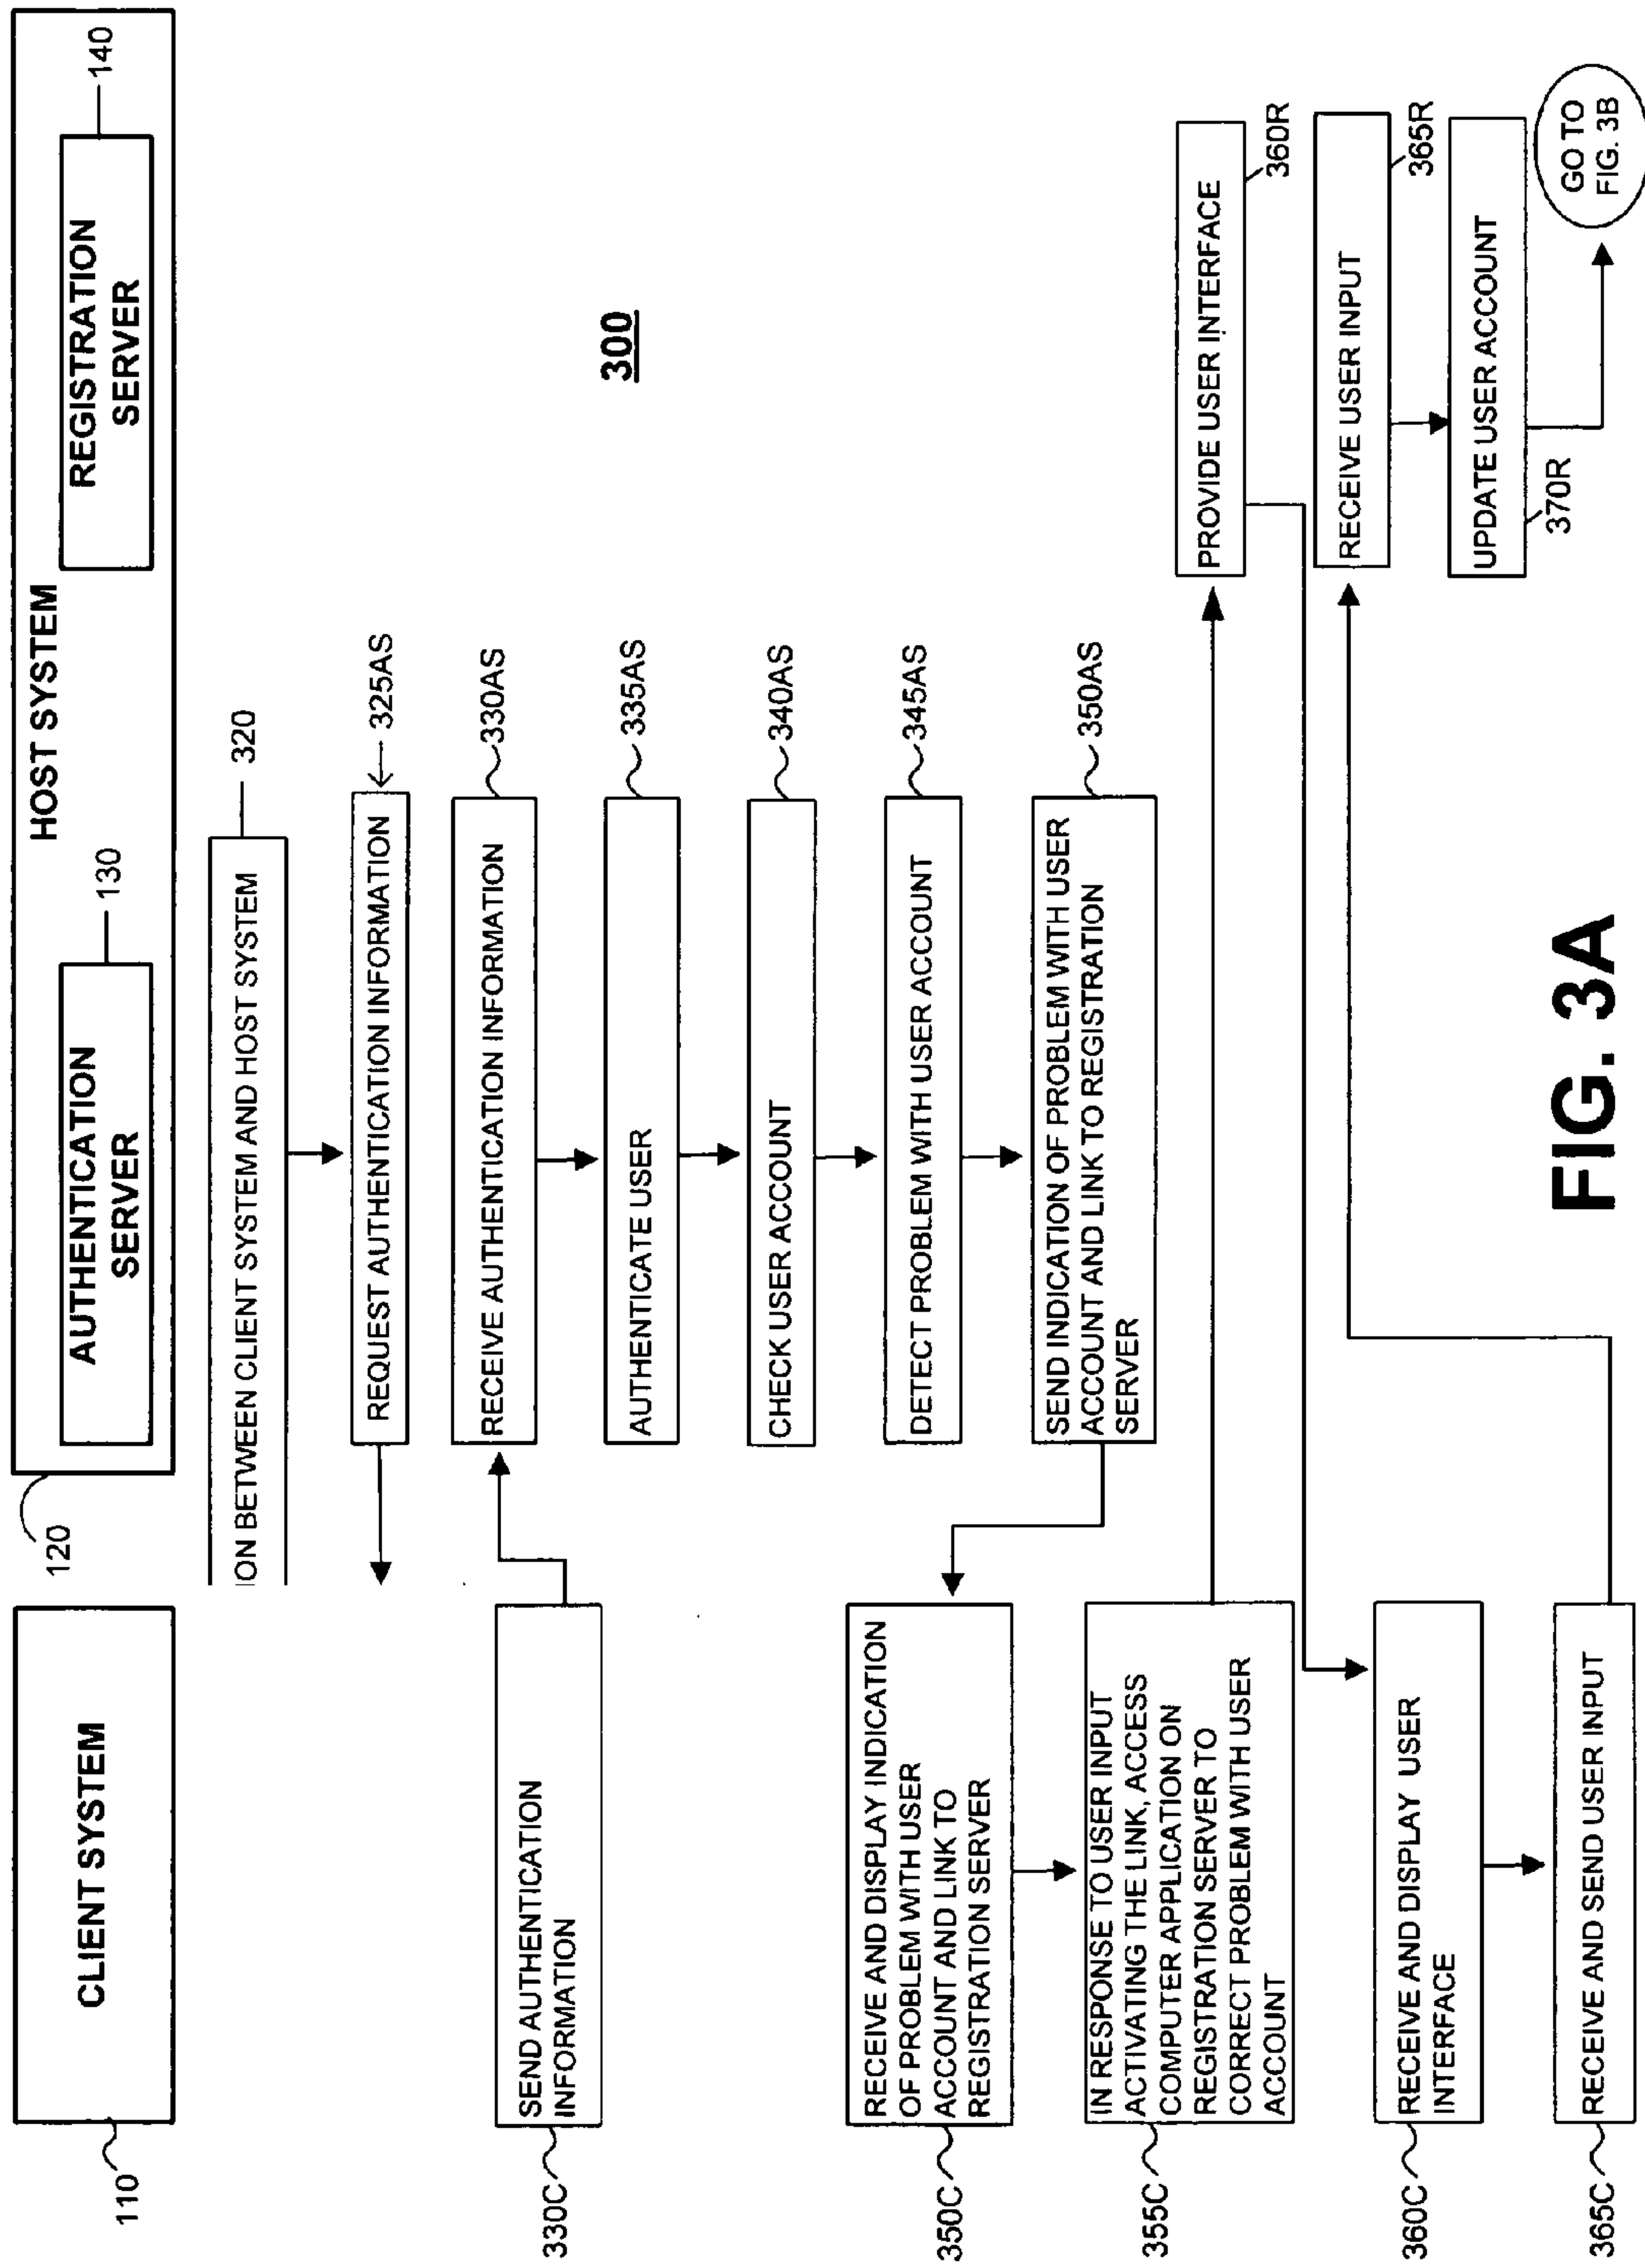 CLIENT SYSTEM
110
120
HOST SYSTEM
AUTHENTICATION
SERVER
130
REGISTRATION
SERVER
140
ION BETWEEN CLIENT SYSTEM AND HOST SYSTEM
320
REQUEST AUTHENTICATION INFORMATION
325AS
SEND AUTHENTICATION
INFORMATION
330C
RECEIVE AUTHENTICATION INFORMATION
330AS
300
AUTHENTICATE USER
335AS
CHECK USER ACCOUNT
340AS
DETECT PROBLEM WITH USER ACCOUNT
345AS
SEND INDICATION OF PROBLEM WITH USER
ACCOUNT AND LINK TO REGISTRATION
SERVER
350AS
RECEIVE AND DISPLAY INDICATION
OF PROBLEM WITH USER
ACCOUNT AND LINK TO
REGISTRATION SERVER
350C
IN RESPONSE TO USER INPUT
ACTIVATING THE LINK, ACCESS
COMPUTER APPLICATION ON
REGISTRATION SERVER TO
CORRECT PROBLEM WITH USER
ACCOUNT
355C
PROVIDE USER INTERFACE
360R
RECEIVE AND DISPLAY USER
INTERFACE
360C
RECEIVE USER INPUT
365R
RECEIVE AND SEND USER INPUT
365C
UPDATE USER ACCOUNT
370R
GO TO
FIG. 3B
FIG. 3A